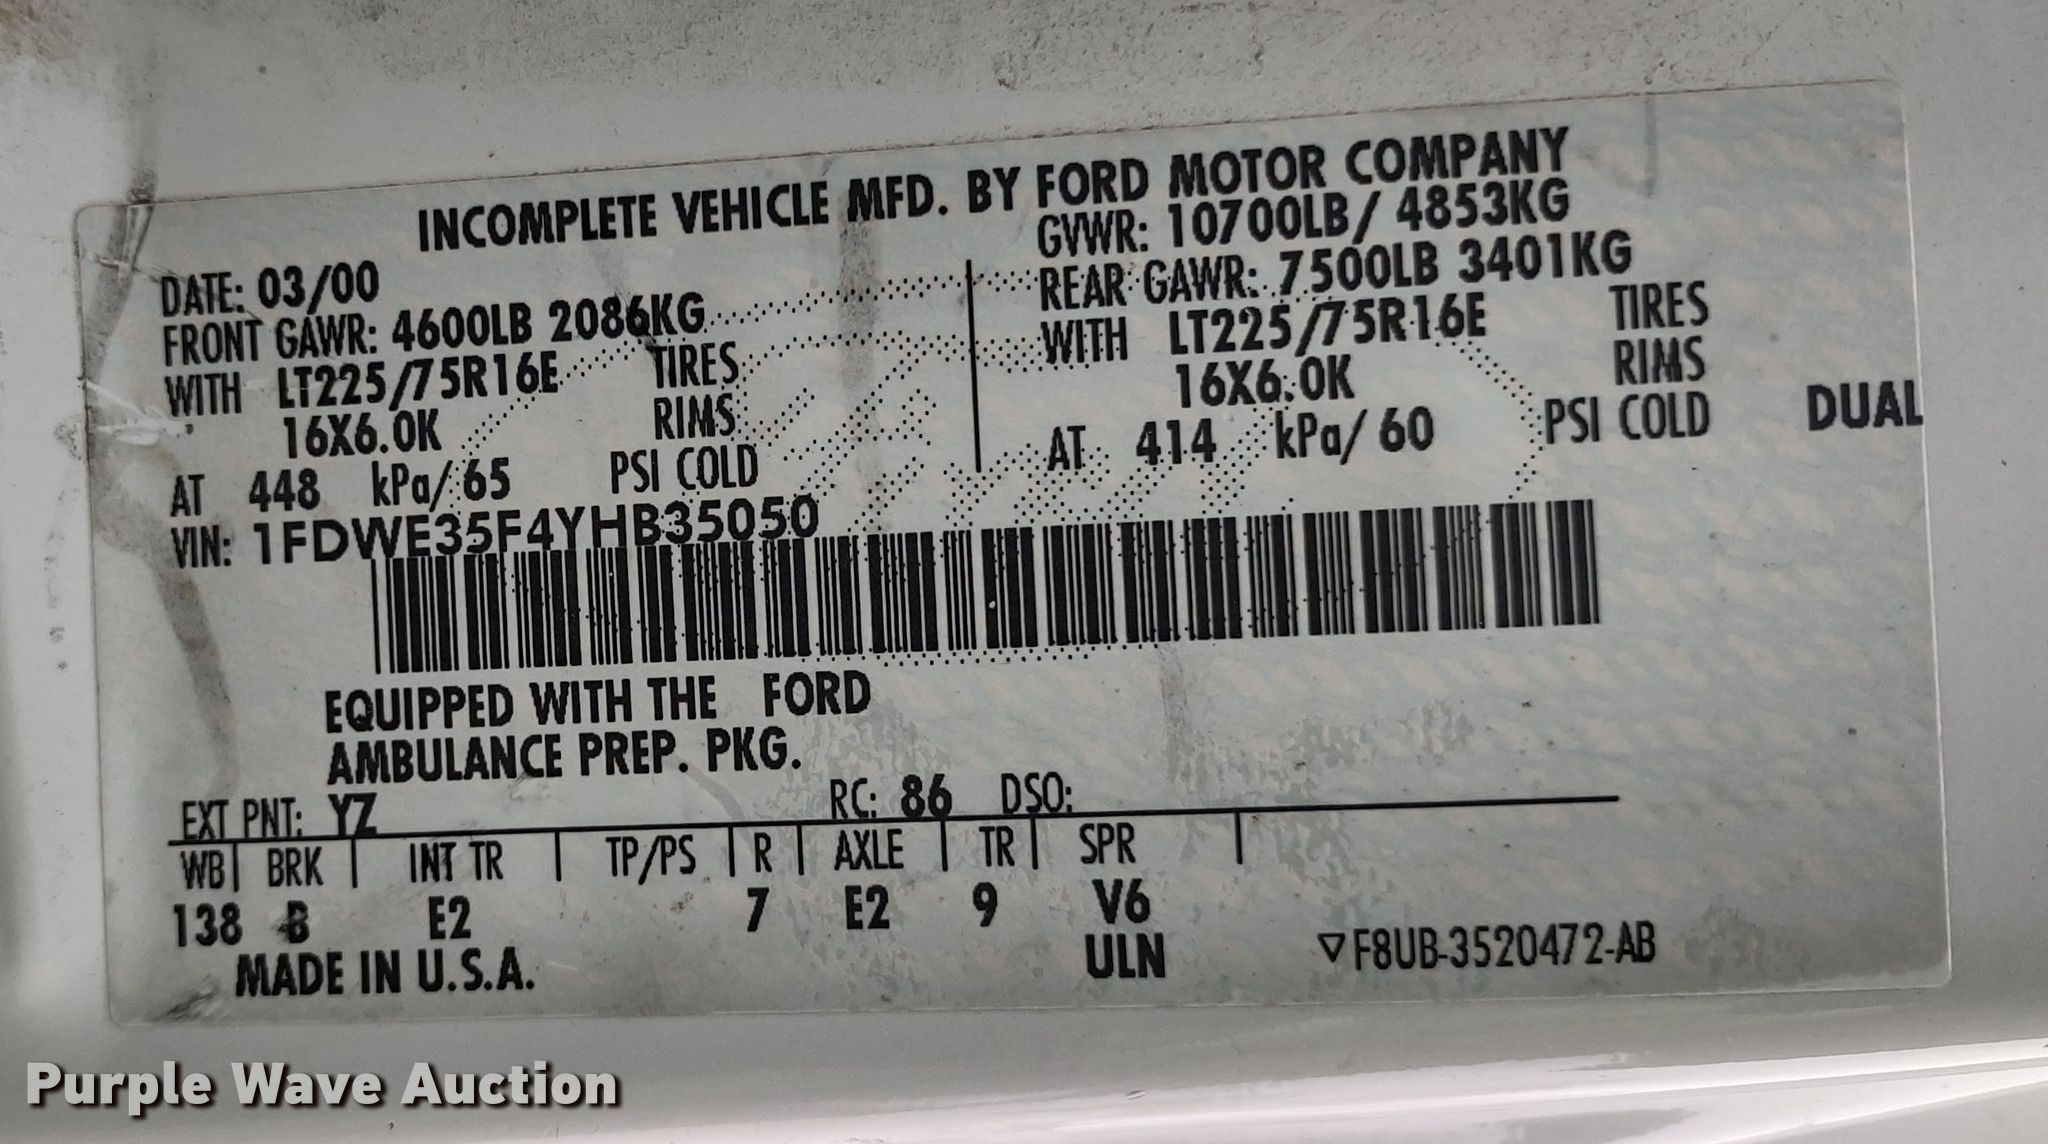 INCOMPLETE VEHICLE MFD. BY FORD MOTOR COMPANY
DATE: 03/00 GVWR: 10700LB/ 4853KG
FRONT GAWR: 4600LB 2086KG REAR GAWR: 7500LB 3401KG
WITH LT225/75R16E TIRES WITH LT225/75R16E TIRES
16X6.0K RIMS 16X6.0K RIMS
AT 448 kPa/ 65 PSI COLD AT 414 kPa/ 60 PSI COLD DUAL
VIN: 1FDWE35F4YHB35050
EQUIPPED WITH THE FORD
AMBULANCE PREP. PKG.
EXT PNT: YZ RC: 86 DSO:
WB BRK INT TR TP/PS R AXLE TR SPR
138 B E2 7 E2 9 V6
MADE IN U.S.A. ULN ▽F8UB-3520472-AB
Purple Wave Auction